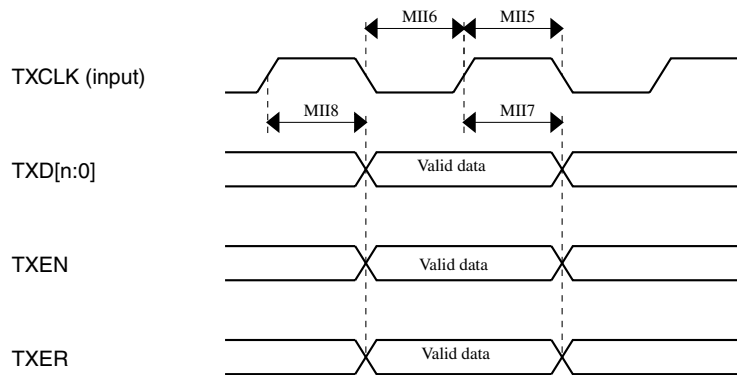 MII6 MII5
TXCLK (input)
MII8 MII7
TXD[n:0] Valid data
TXEN Valid data
TXER Valid data